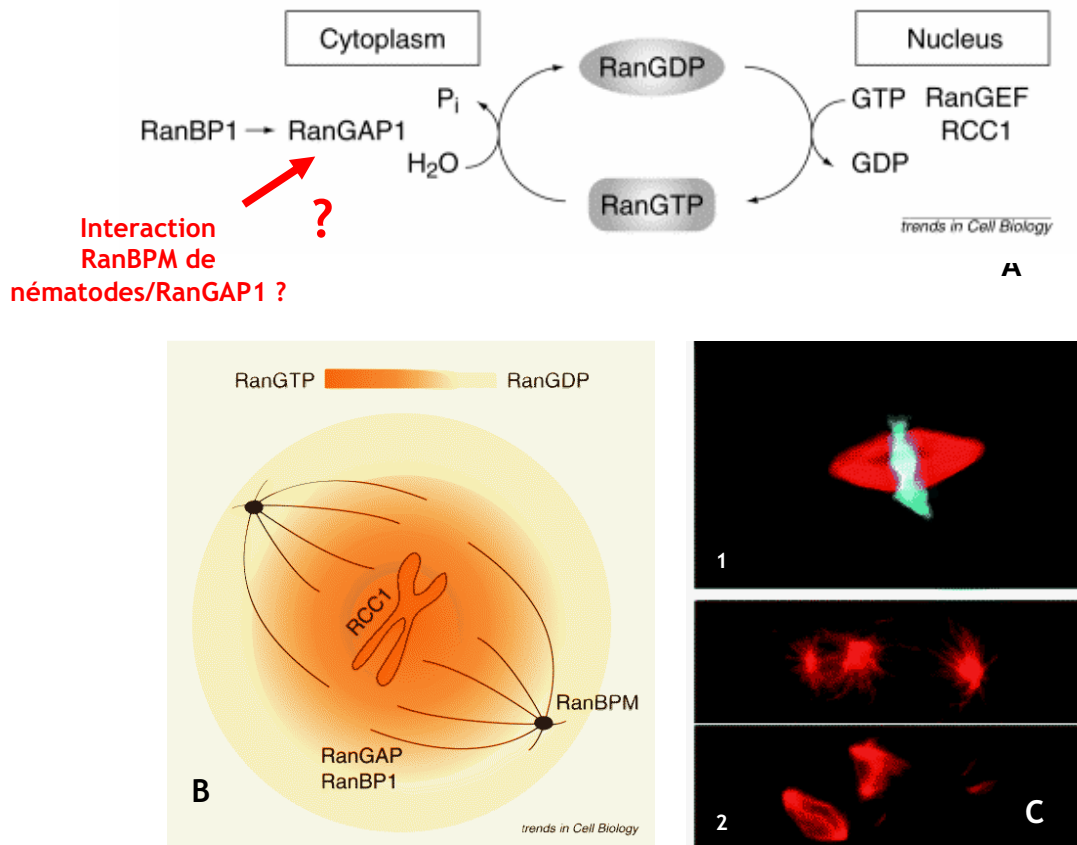 Cytoplasm
Nucleus
RanGDP
Pi
GTP RanGEF
RanBP1 → RanGAP1
RCC1
H2O
GDP
RanGTP
?
Interaction
RanBPM de
nématodes/RanGAP1 ?
trends in Cell Biology
A
RanGTP
RanGDP
RCC1
RanBPM
RanGAP
RanBP1
B
trends in Cell Biology
1
2
C